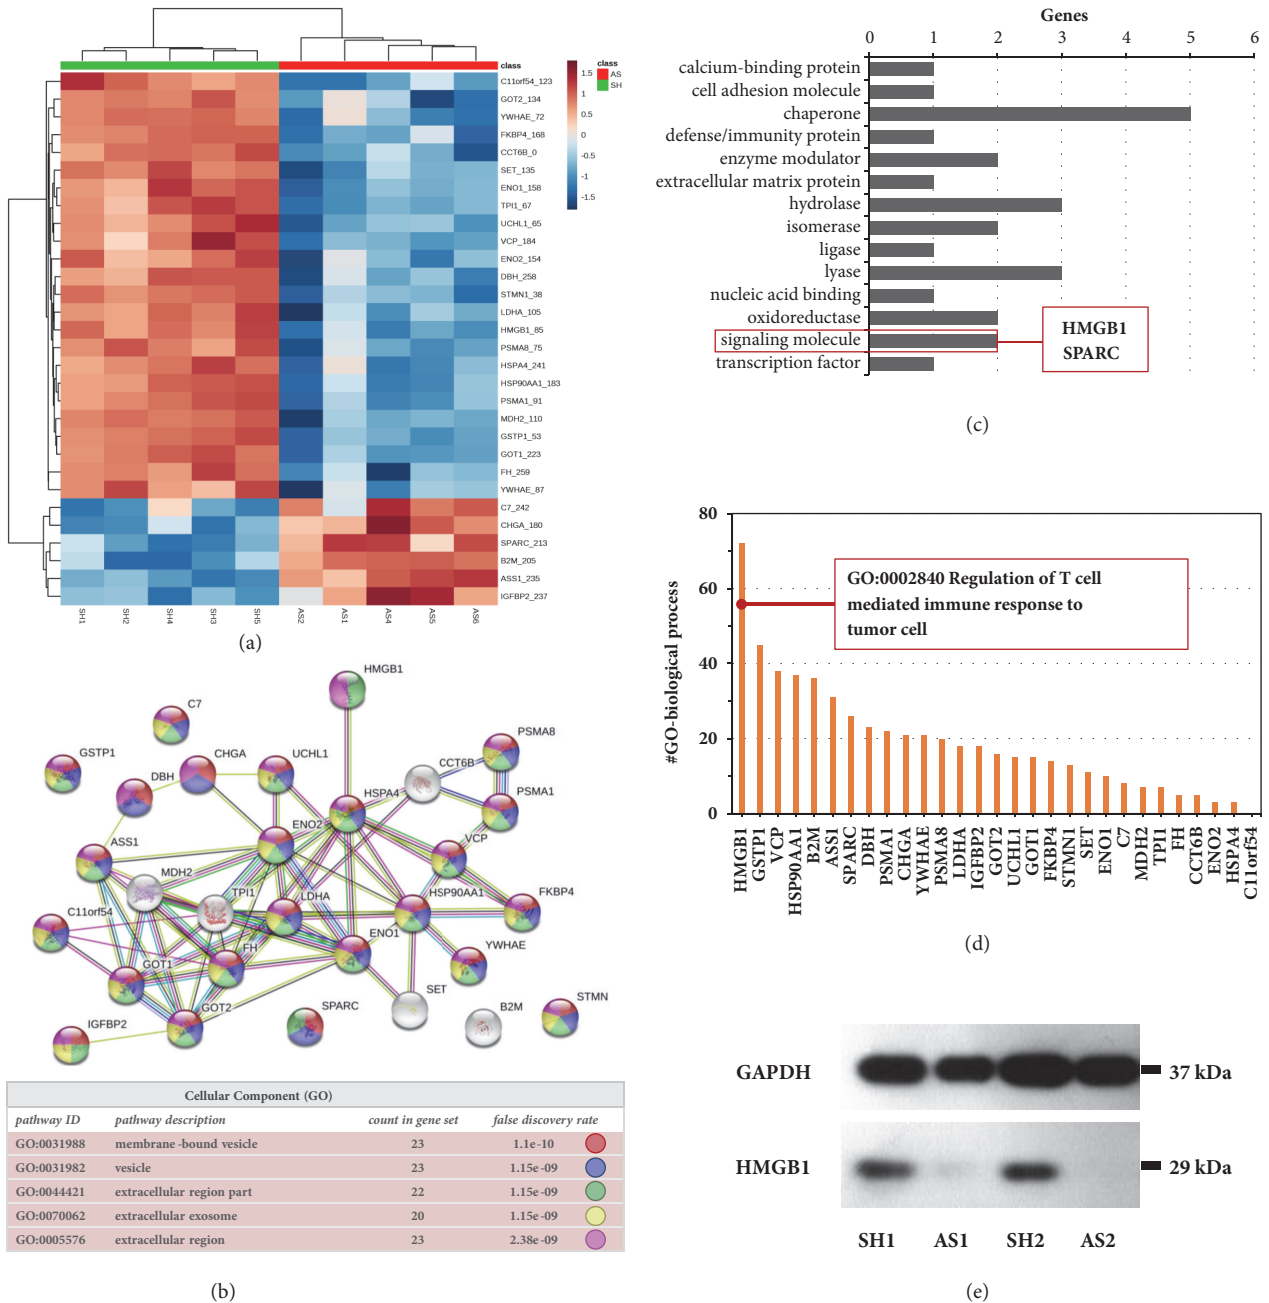 class
C11orf54_123
GOT2_134
YWHAE_72
FKBP4_168
CCT6B_0
SET_135
ENO1_158
TPI1_67
UCHL1_65
VCP_184
ENO2_154
DBH_258
STMN1_38
LDHA_105
HMGB1_85
PSMA8_75
HSPA4_241
HSP90AA1_183
PSMA1_91
MDH2_110
GSTP1_53
GOT1_223
FH_259
YWHAE_87
C7_242
CHGA_180
SPARC_213
B2M_205
ASS1_235
IGFBP2_237
class
AS
SH
1.5
1
0.5
0
-0.5
-1
-1.5
SH1 SH2 SH4 SH3 SH5 AS2 AS1 AS4 AS5 AS6
(a)
HMGB1
C7
PSMA8
GSTP1
CHGA
UCHL1
CCT6B
DBH
HSPA4
PSMA1
ENO2
VCP
ASS1
MDH2
TPI1
LDHA
HSP90AA1
FKBP4
C11orf54
ENO1
YWHAE
GOT1
FH
SET
GOT2
SPARC
B2M
STMN
IGFBP2
Cellular Component (GO)
pathway ID pathway description count in gene set false discovery rate
GO:0031988 membrane-bound vesicle 23 1.1e-10
GO:0031982 vesicle 23 1.15e-09
GO:0044421 extracellular region part 22 1.15e-09
GO:0070062 extracellular exosome 20 1.15e-09
GO:0005576 extracellular region 23 2.38e-09
(b)
Genes
0 1 2 3 4 5 6
calcium-binding protein
cell adhesion molecule
chaperone
defense/immunity protein
enzyme modulator
extracellular matrix protein
hydrolase
isomerase
ligase
lyase
nucleic acid binding
oxidoreductase
signaling molecule
transcription factor
HMGB1
SPARC
(c)
#GO-biological process
80
60
40
20
0
GO:0002840 Regulation of T cell
mediated immune response to
tumor cell
HMGB1 GSTP1 VCP HSP90AA1 B2M ASS1 SPARC DBH PSMA1 CHGA YWHAE PSMA8 LDHA IGFBP2 GOT2 UCHL1 GOT1 FKBP4 STMN1 SET ENO1 C7 MDH2 TPI1 FH CCT6B ENO2 HSPA4 C11orf54
(d)
GAPDH 37 kDa
HMGB1 29 kDa
SH1 AS1 SH2 AS2
(e)